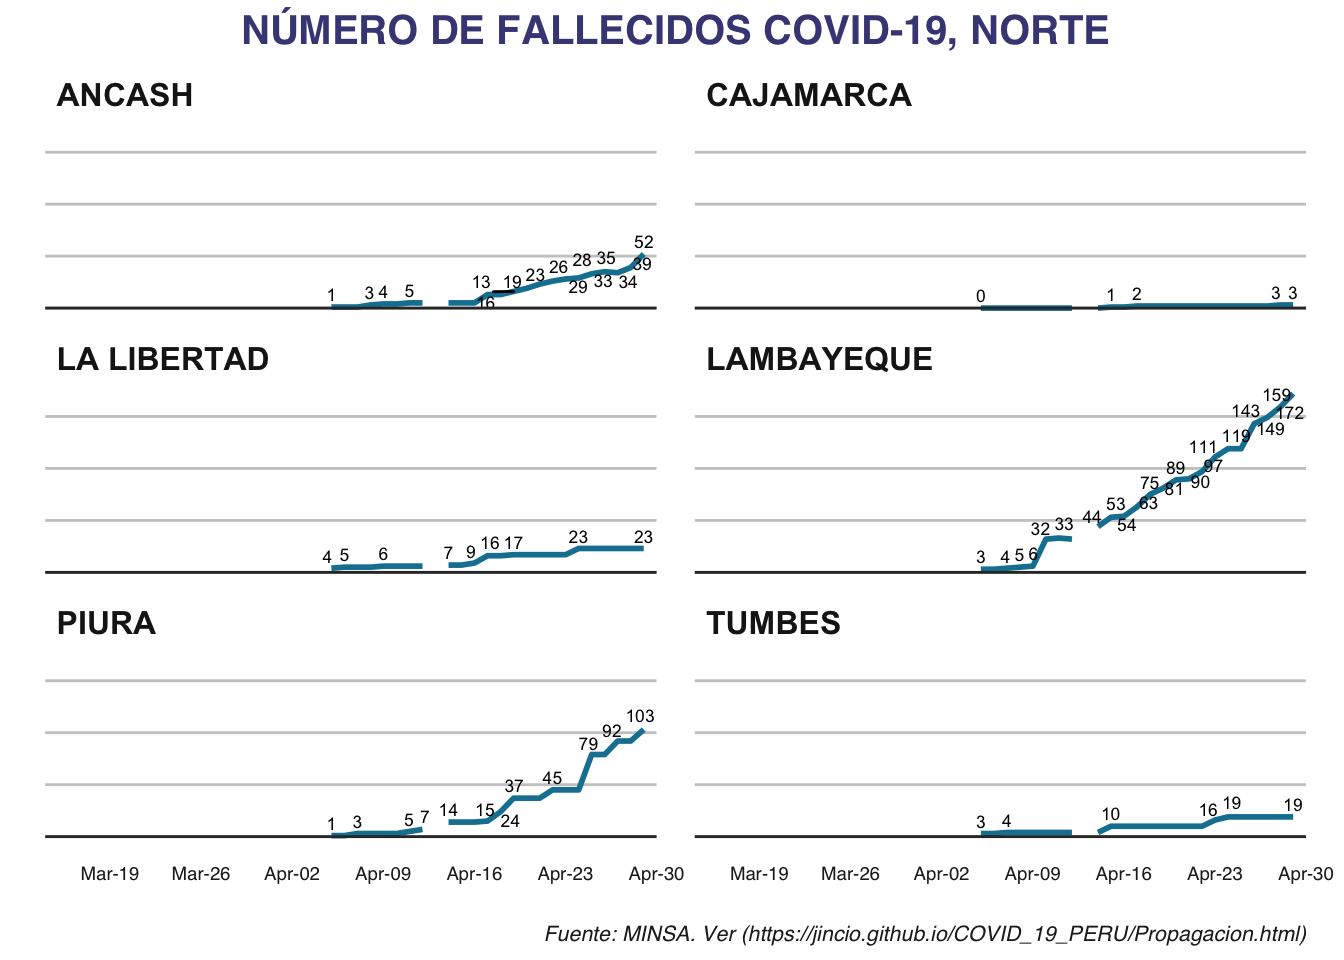 NÚMERO DE FALLECIDOS COVID-19, NORTE
ANCASH
1 3 4 5 13 16 19 23 26 28 29 35 33 34 39 52
CAJAMARCA
0 1 2 3 3
LA LIBERTAD
4 5 6 7 9 16 17 23 23
LAMBAYEQUE
3 4 5 6 32 33 44 53 54 63 75 81 89 90 97 111 119 143 149 159 172
PIURA
1 3 5 7 14 15 24 37 45 79 92 103
TUMBES
3 4 10 16 19 19
Mar-19 Mar-26 Apr-02 Apr-09 Apr-16 Apr-23 Apr-30 Mar-19 Mar-26 Apr-02 Apr-09 Apr-16 Apr-23 Apr-30
Fuente: MINSA. Ver (https://jincio.github.io/COVID_19_PERU/Propagacion.html)